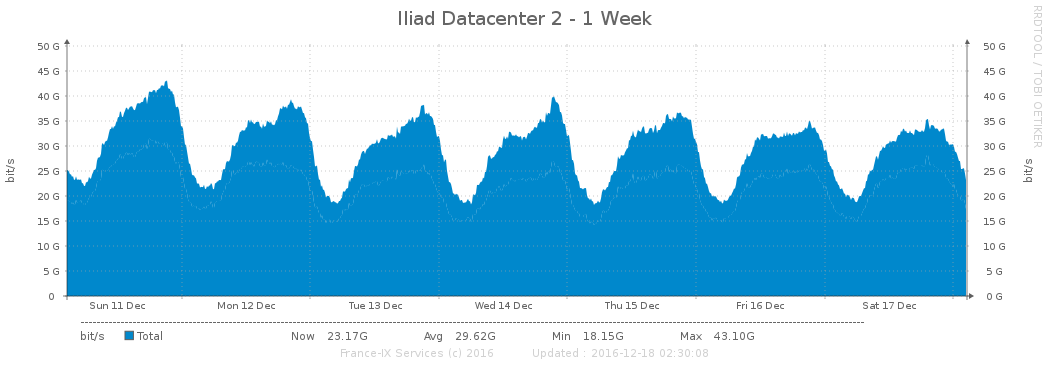 Iliad Datacenter 2 - 1 Week
RRDTOOL / TOBI OETIKER
bit/s
50 G 50 G
45 G 45 G
40 G 40 G
35 G 35 G
30 G 30 G
25 G 25 G
20 G 20 G
15 G 15 G
10 G 10 G
5 G 5 G
0 0 G
bit/s
Sun 11 Dec Mon 12 Dec Tue 13 Dec Wed 14 Dec Thu 15 Dec Fri 16 Dec Sat 17 Dec
bit/s Total Now 23.17G Avg 29.62G Min 18.15G Max 43.10G
France-IX Services (c) 2016 Updated : 2016-12-18 02:30:08